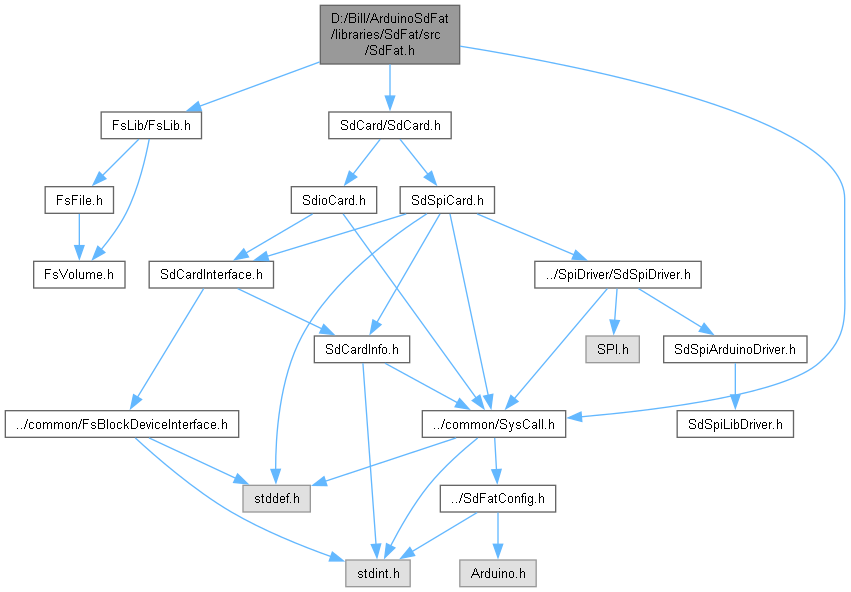 D:/Bill/ArduinoSdFat
/libraries/SdFat/src
/SdFat.h
FsLib/FsLib.h
SdCard/SdCard.h
FsFile.h
SdioCard.h
SdSpiCard.h
FsVolume.h
SdCardInterface.h
../SpiDriver/SdSpiDriver.h
SdCardInfo.h
SPI.h
SdSpiArduinoDriver.h
../common/FsBlockDeviceInterface.h
../common/SysCall.h
SdSpiLibDriver.h
stddef.h
../SdFatConfig.h
stdint.h
Arduino.h